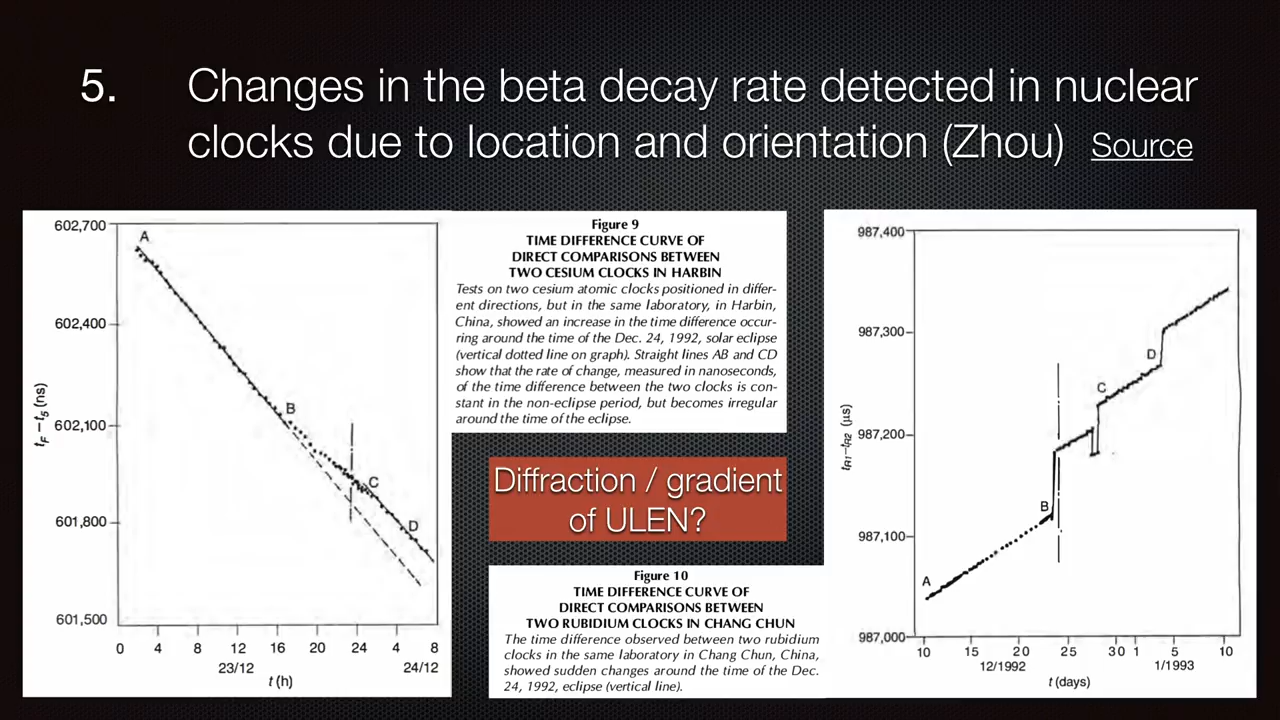 5. Changes in the beta decay rate detected in nuclear
clocks due to location and orientation (Zhou) Source
602,700
602,400
602,100
601,800
601,500
tF – t5 (ns)
A
B
C
D
0 4 8 12 16 20 24 4 8
23/12 24/12
t (h)
Figure 9
TIME DIFFERENCE CURVE OF
DIRECT COMPARISONS BETWEEN
TWO CESIUM CLOCKS IN HARBIN
Tests on two cesium atomic clocks positioned in differ-
ent directions, but in the same laboratory, in Harbin,
China, showed an increase in the time difference occur-
ring around the time of the Dec. 24, 1992, solar eclipse
(vertical dotted line on graph). Straight lines AB and CD
show that the rate of change, measured in nanoseconds,
of the time difference between the two clocks is con-
stant in the non-eclipse period, but becomes irregular
around the time of the eclipse.
Diffraction / gradient
of ULEN?
Figure 10
TIME DIFFERENCE CURVE OF
DIRECT COMPARISONS BETWEEN
TWO RUBIDIUM CLOCKS IN CHANG CHUN
The time difference observed between two rubidium
clocks in the same laboratory in Chang Chun, China,
showed sudden changes around the time of the Dec.
24, 1992, eclipse (vertical line).
987,400
987,300
987,200
987,100
987,000
tR1–tR2 (μs)
A
B
C
D
10 15 20 25 30 1 5 10
12/1992 1/1993
t (days)